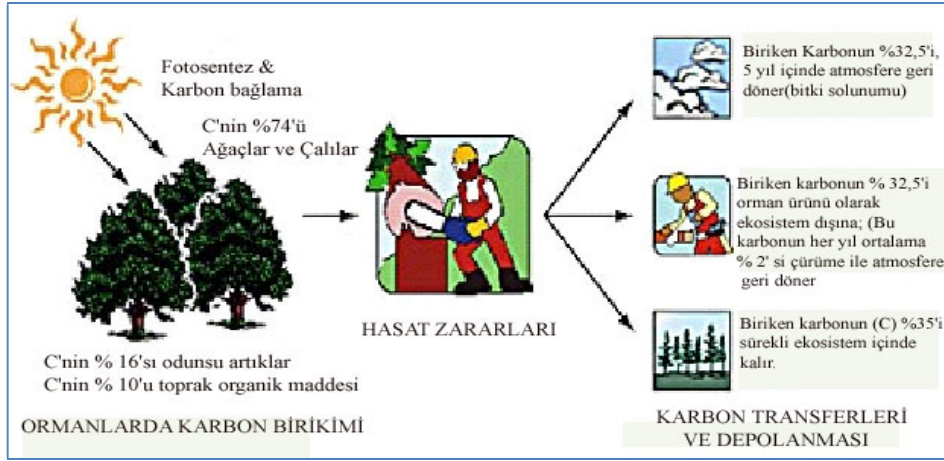 Fotosentez &
Karbon bağlama
C'nin %74'ü
Ağaçlar ve Çalılar
C'nin % 16'sı odunsu artıklar
C'nin % 10'u toprak organik maddesi
ORMANLARDA KARBON BİRİKİMİ
HASAT ZARARLARI
Biriken Karbonun %32,5'i,
5 yıl içinde atmosfere geri
döner(bitki solunumu)
Biriken karbonun % 32,5'i
orman ürünü olarak
ekosistem dışına; (Bu
karbonun her yıl ortalama
% 2' si çürüme ile atmosfere
geri döner
Biriken karbonun (C) %35'i
sürekli ekosistem içinde
kalır.
KARBON TRANSFERLERİ
VE DEPOLANMASI